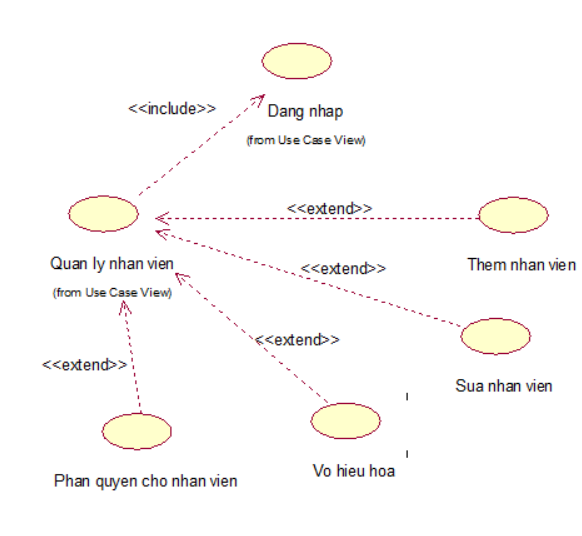 <<include>>
Dang nhap
(from Use Case View)
<<extend>>
Quan ly nhan vien
(from Use Case View)
Them nhan vien
<<extend>>
<<extend>>
<<extend>>
Sua nhan vien
Vo hieu hoa
Phan quyen cho nhan vien